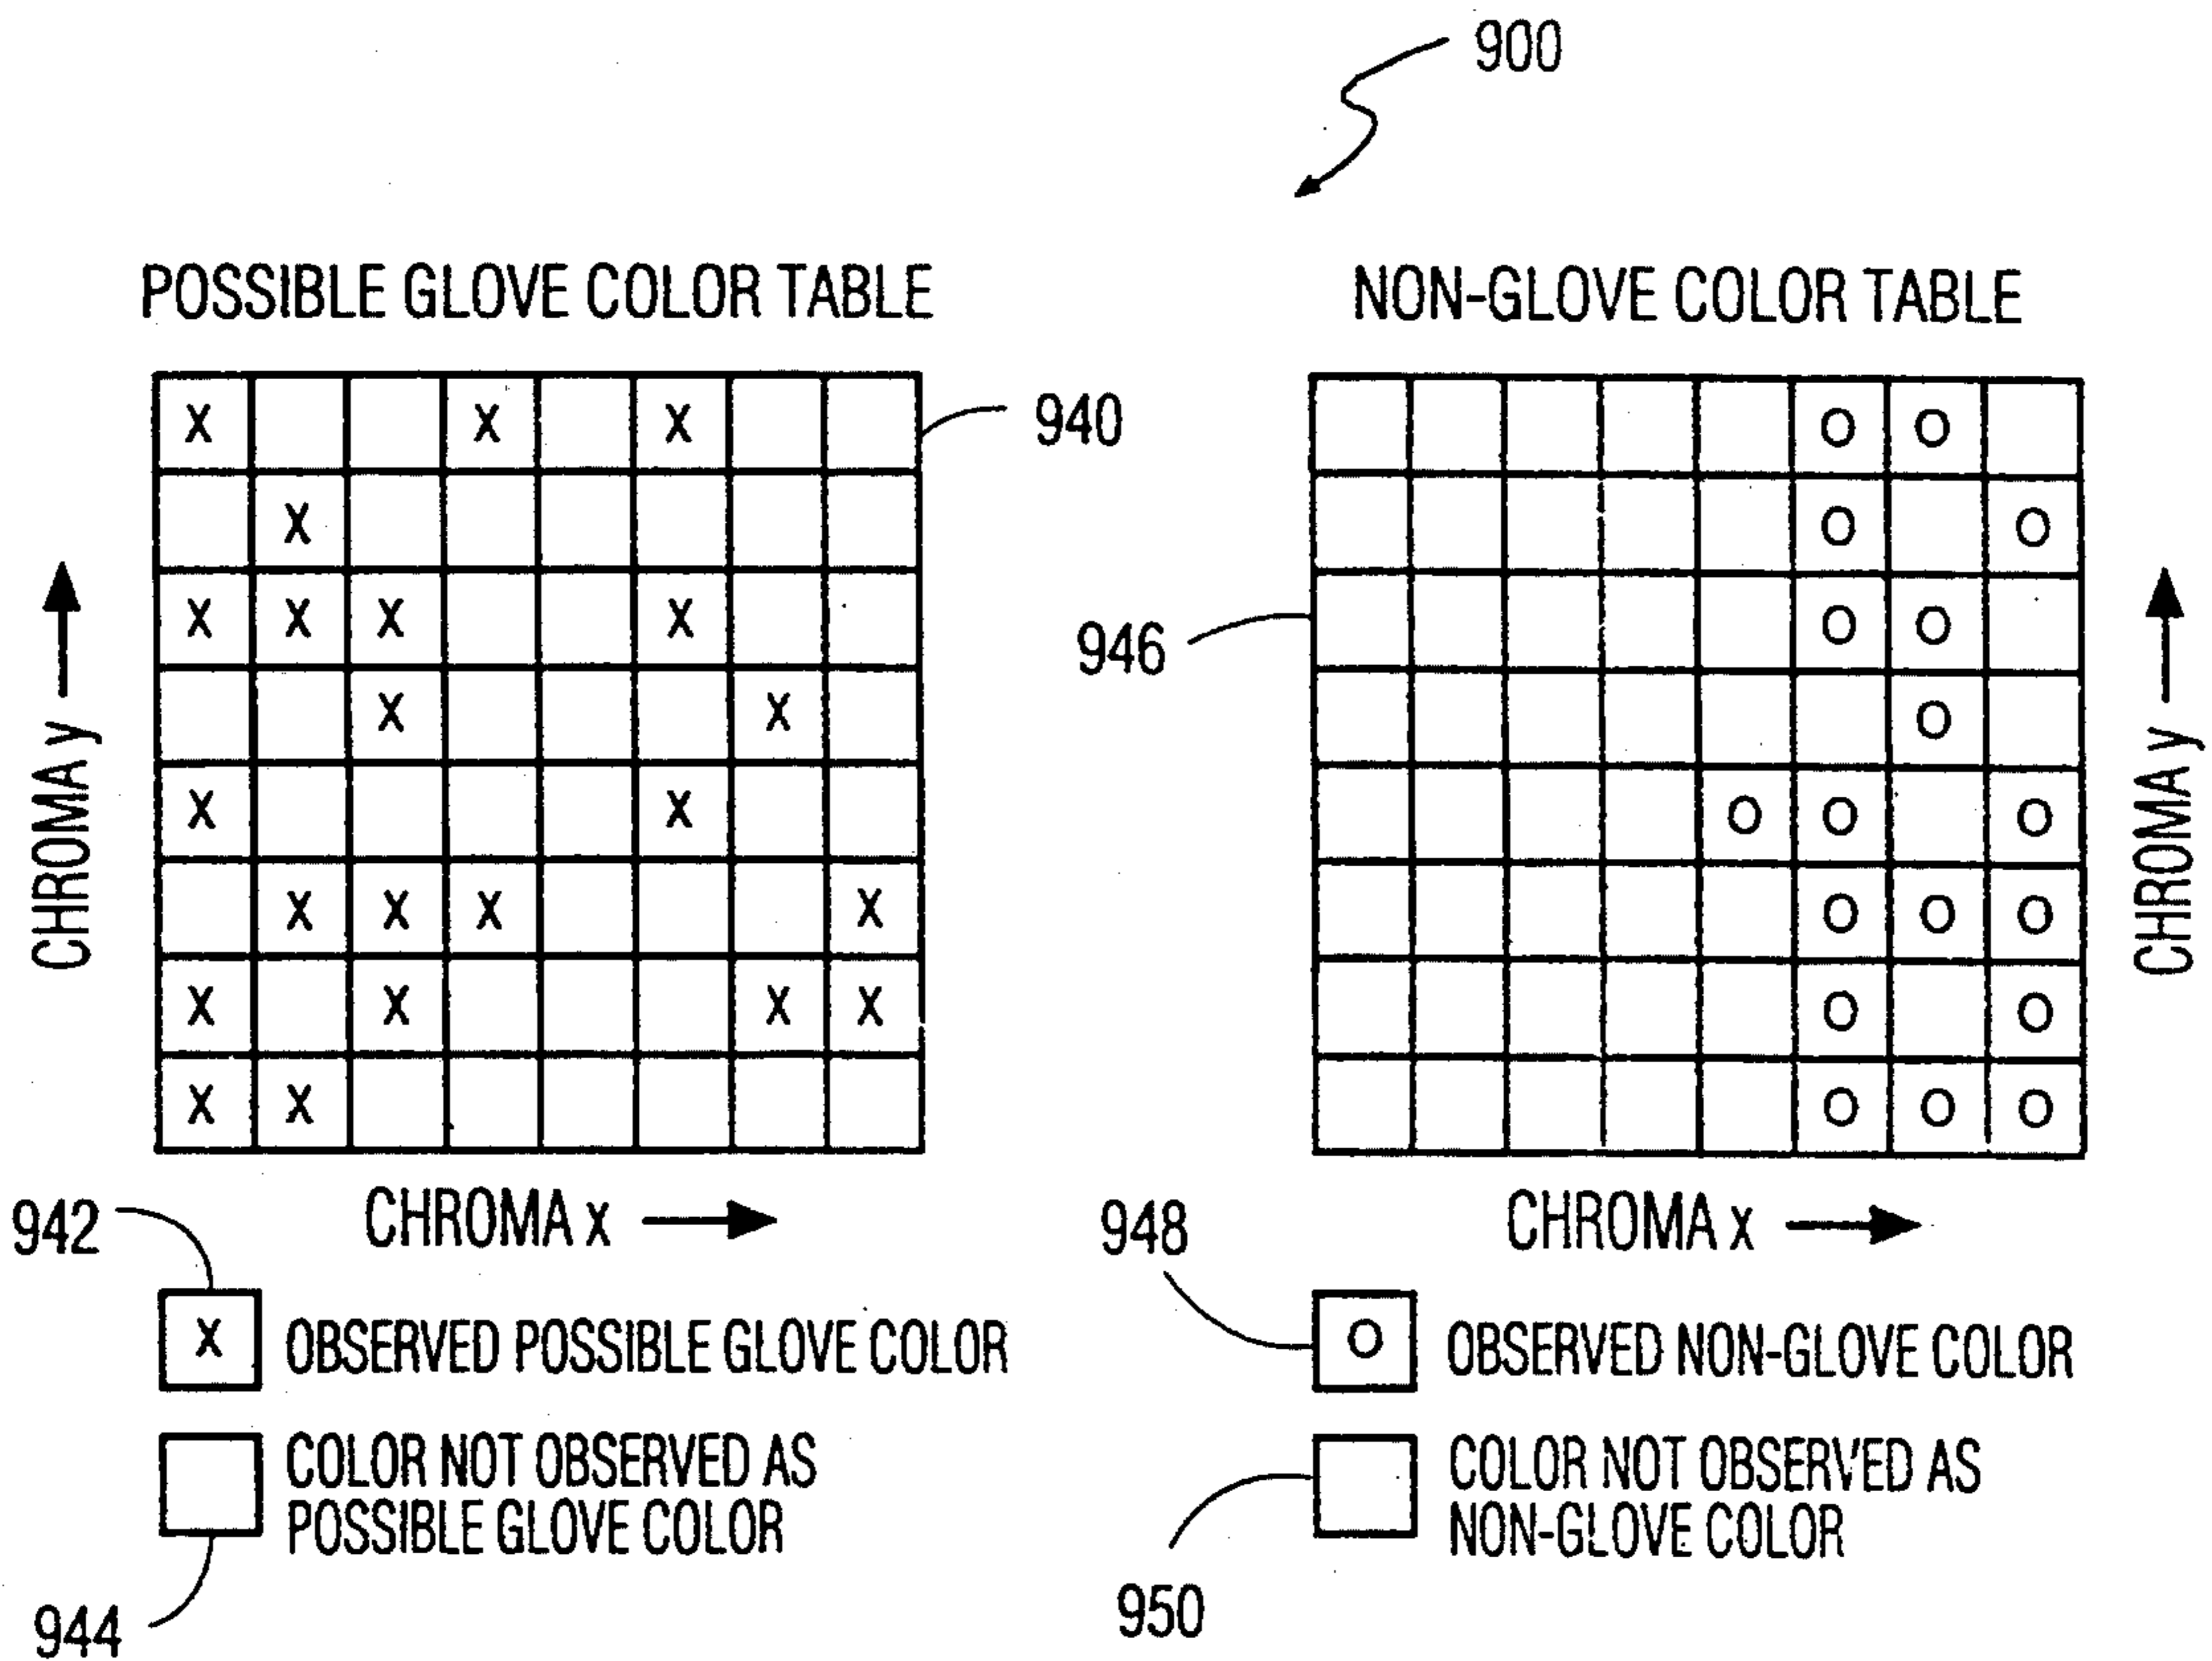 900
POSSIBLE GLOVE COLOR TABLE
NON-GLOVE COLOR TABLE
X X X
X
X X X X
X X
X X
X X X X
X X X X
X X
940
O O
O O
O O
O
O O O
O O O
O O
O O O
946
CHROMA y
CHROMA y
CHROMA x
CHROMA x
942
X
OBSERVED POSSIBLE GLOVE COLOR
COLOR NOT OBSERVED AS
POSSIBLE GLOVE COLOR
944
948
O
OBSERVED NON-GLOVE COLOR
COLOR NOT OBSERVED AS
NON-GLOVE COLOR
950